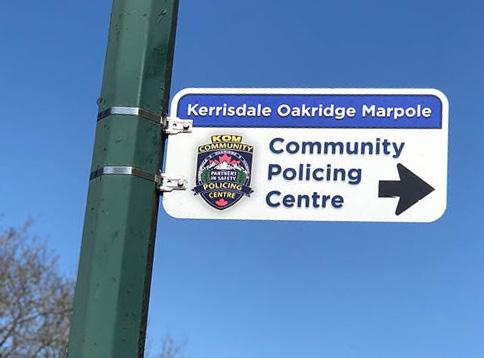 Kerrisdale Oakridge Marpole
KOM
COMMUNITY
PARTNERS
IN SAFETY
POLICING
CENTRE
Community
Policing
Centre